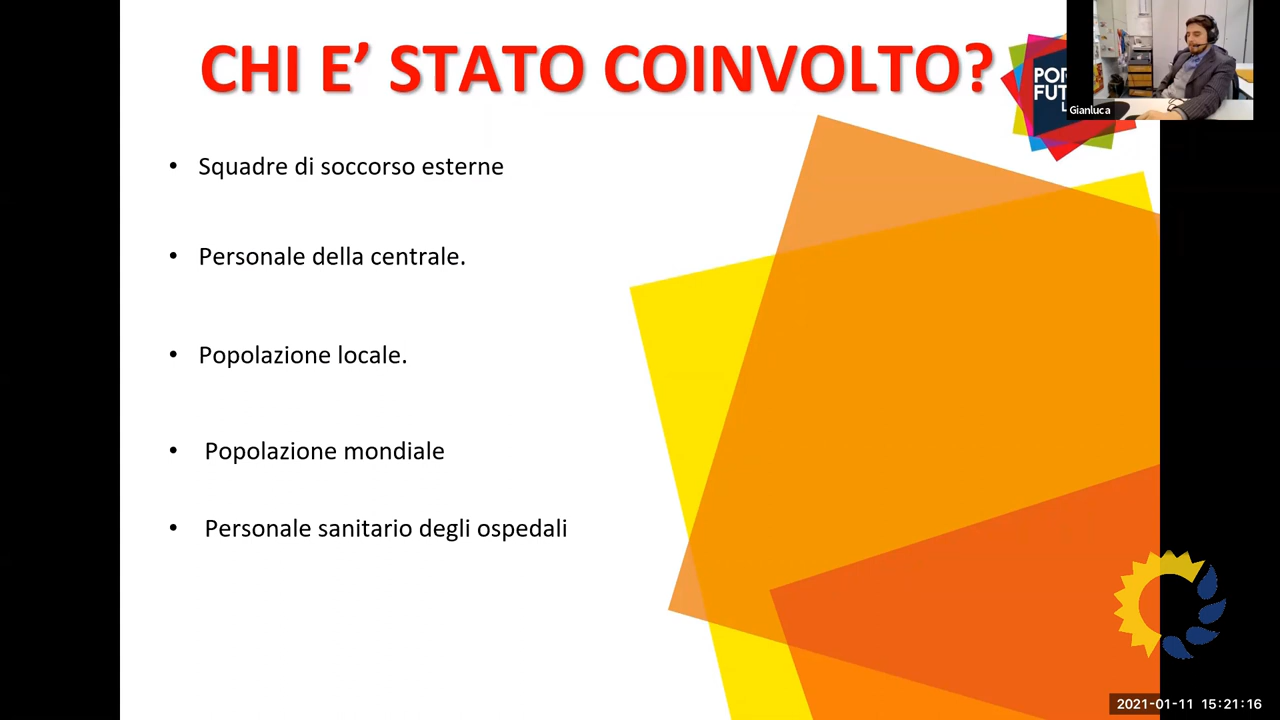 CHI E’ STATO COINVOLTO?
Gianluca
• Squadre di soccorso esterne
• Personale della centrale.
• Popolazione locale.
• Popolazione mondiale
• Personale sanitario degli ospedali
2021-01-11 15:21:16